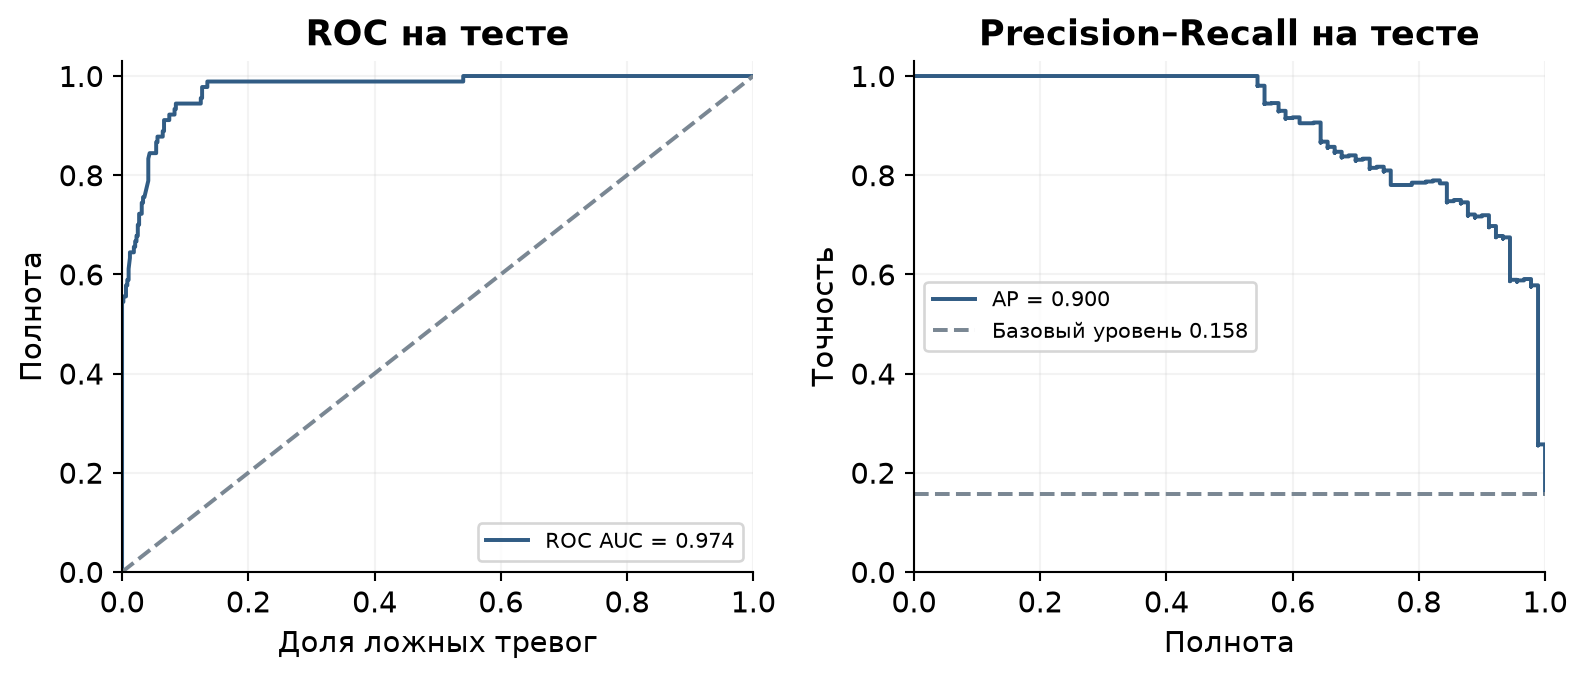 ROC на тесте
1.0
0.8
0.6
0.4
0.2
0.0
Полнота
0.0 0.2 0.4 0.6 0.8 1.0
Доля ложных тревог
ROC AUC = 0.974
Precision–Recall на тесте
1.0
0.8
0.6
0.4
0.2
0.0
Точность
AP = 0.900
Базовый уровень 0.158
0.0 0.2 0.4 0.6 0.8 1.0
Полнота